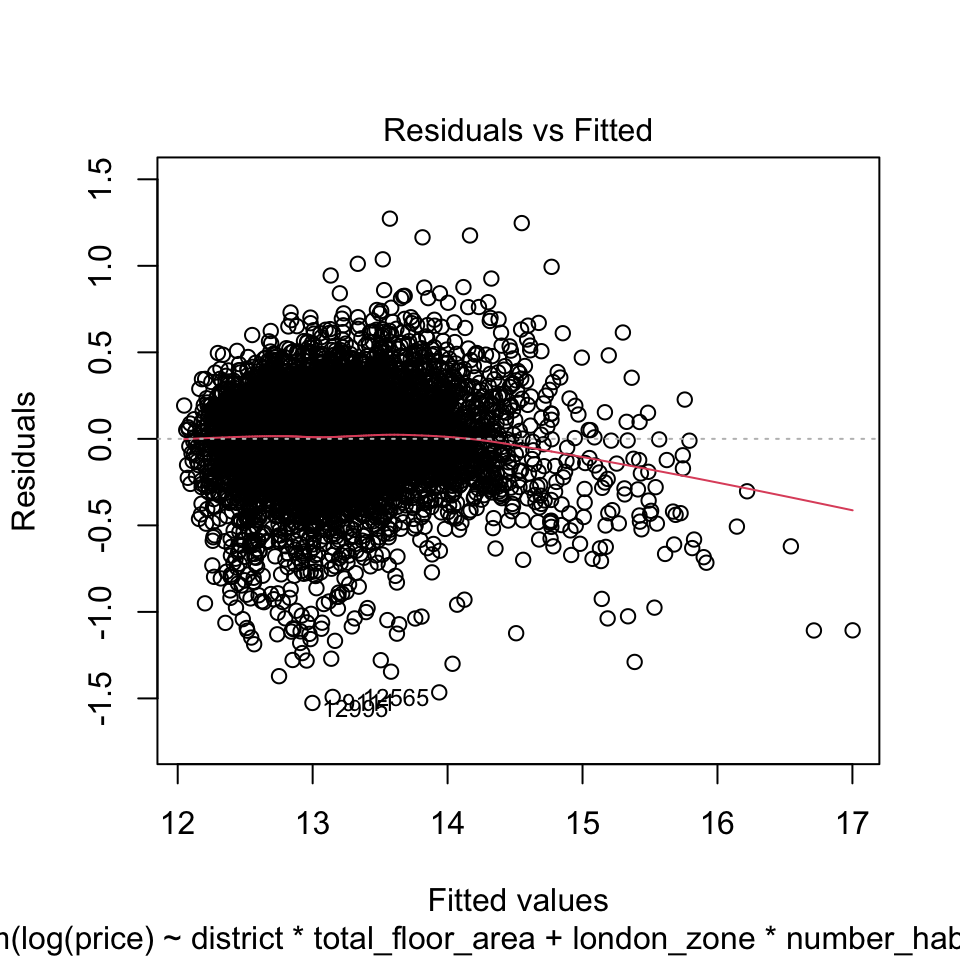 Residuals vs Fitted
Residuals
1.5
1.0
0.5
0.0
-0.5
-1.0
-1.5
12565
12995
12 13 14 15 16 17
Fitted values
log(price) ~ district * total_floor_area + london_zone * number_hab